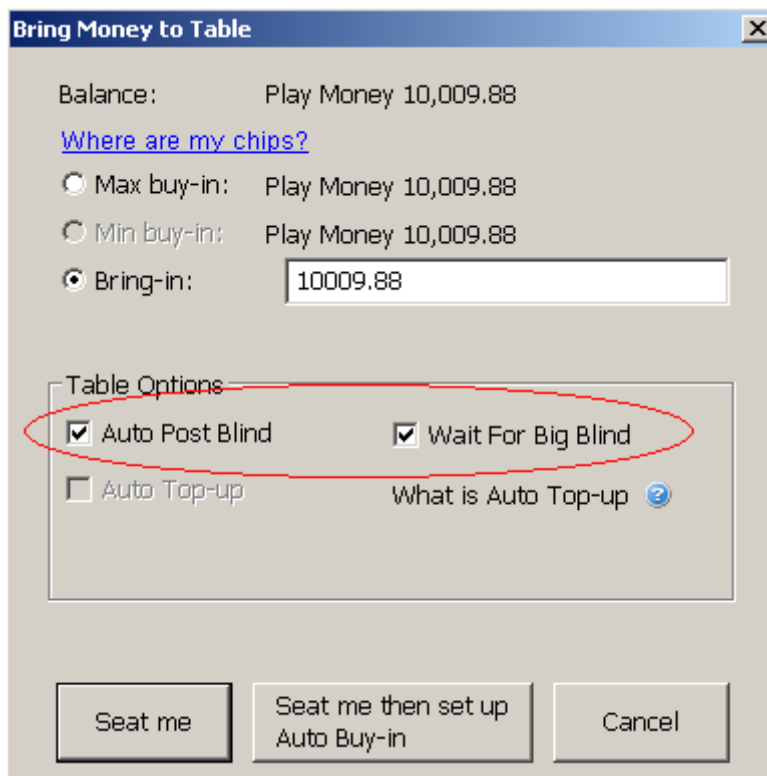 Bring Money to Table
Balance: Play Money 10,009.88
Where are my chips?
Max buy-in: Play Money 10,009.88
Min buy-in: Play Money 10,009.88
Bring-in: 10009.88
Table Options
Auto Post Blind Wait For Big Blind
Auto Top-up What is Auto Top-up ?
Seat me
Seat me then set up
Auto Buy-in
Cancel